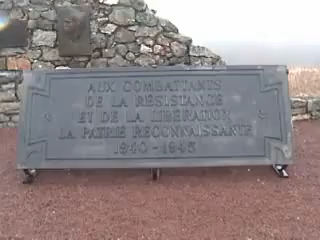 AUX COMBATTANTS
DE LA RÉSISTANCE
ET DE LA LIBÉRATION
LA PATRIE RECONNAISSANTE
1940-1945